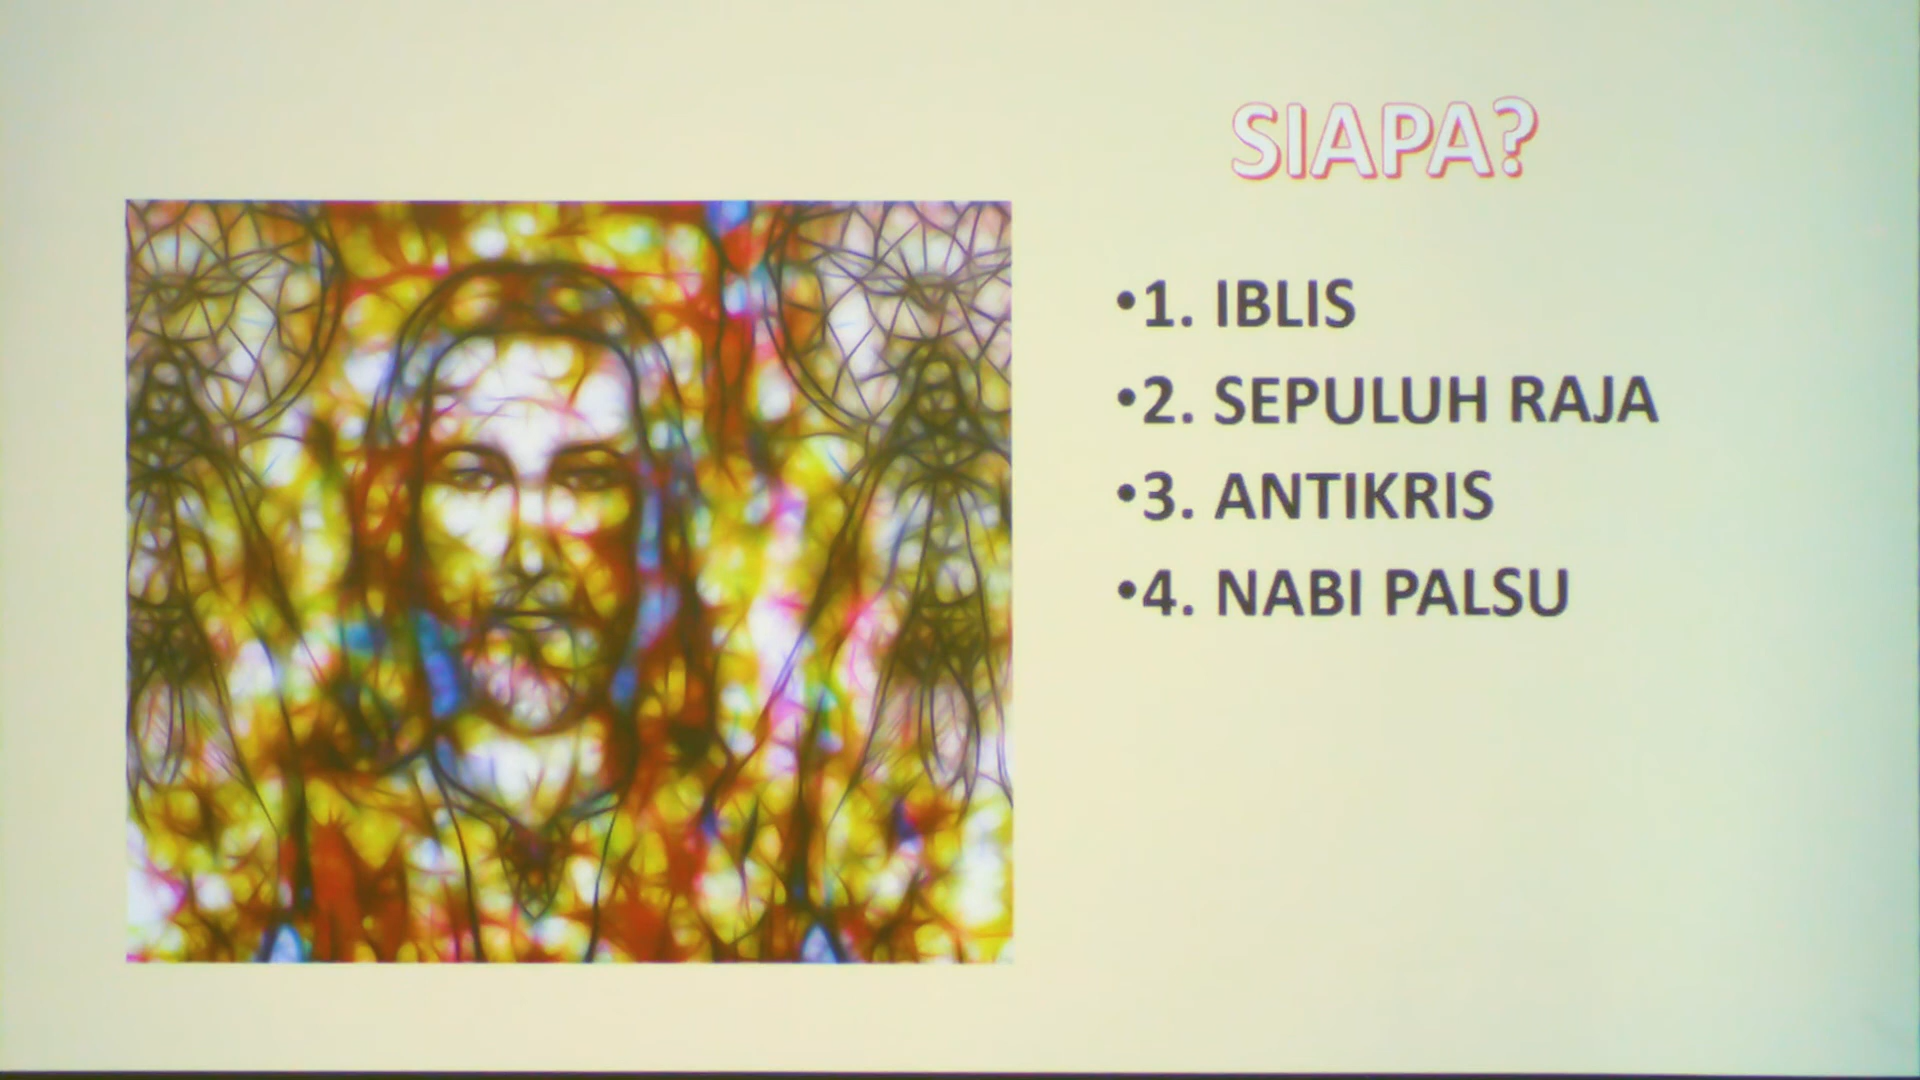 SIAPA?
•1. IBLIS
•2. SEPULUH RAJA
•3. ANTIKRIS
•4. NABI PALSU